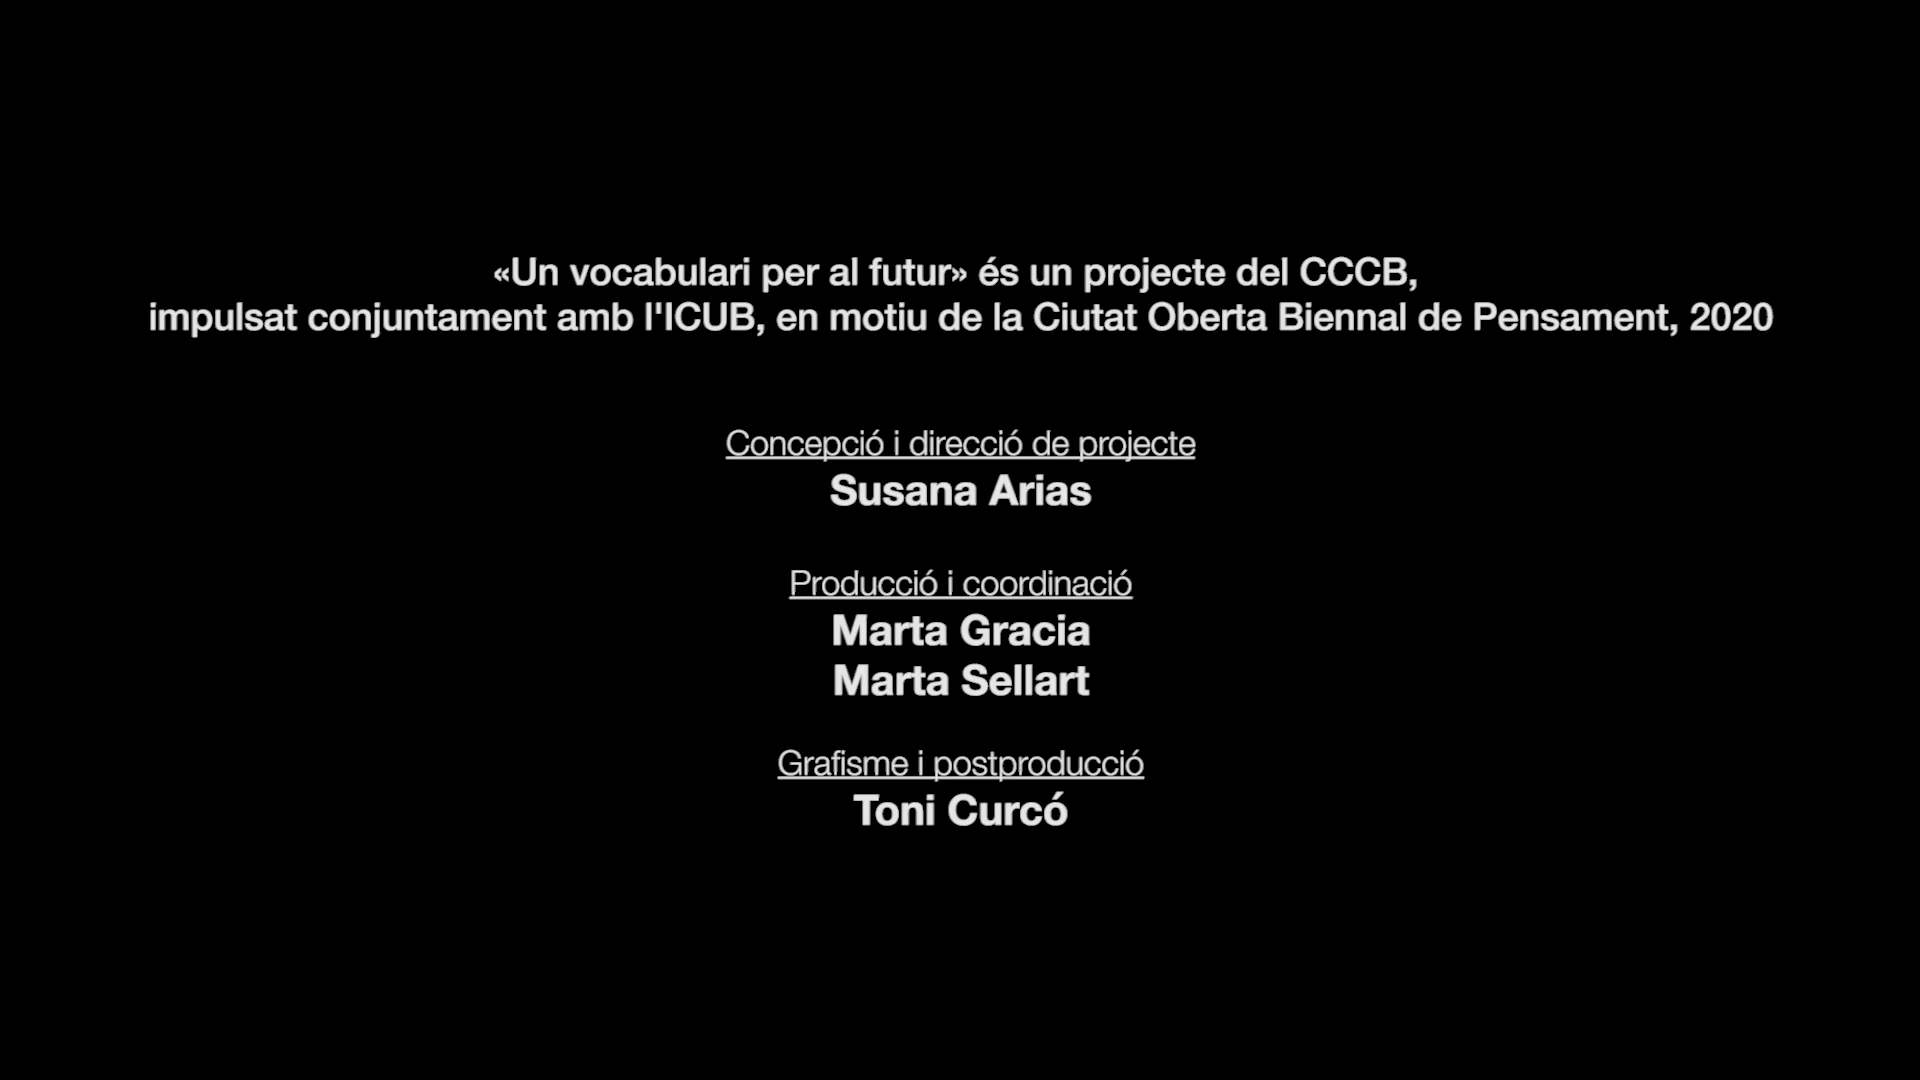 «Un vocabulari per al futur» és un projecte del CCCB,
impulsat conjuntament amb l'ICUB, en motiu de la Ciutat Oberta Biennal de Pensament, 2020
Concepció i direcció de projecte
Susana Arias
Producció i coordinació
Marta Gracia
Marta Sellart
Grafisme i postproducció
Toni Curcó